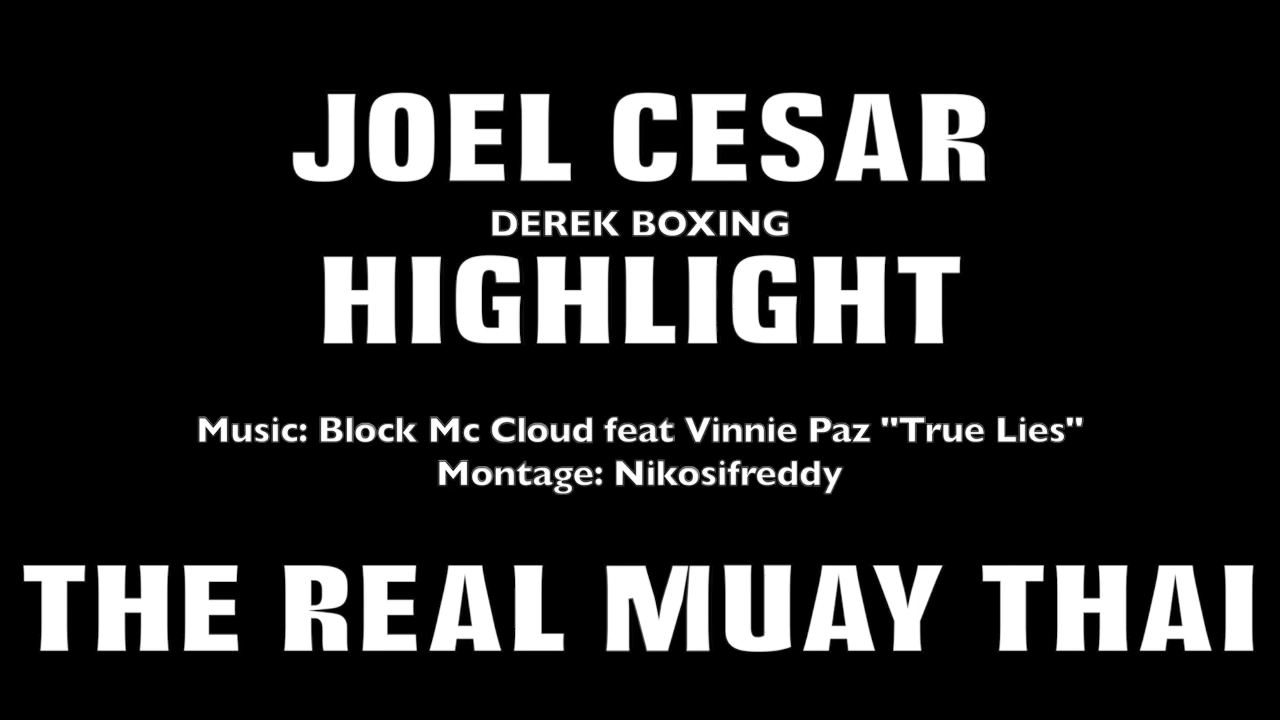 JOEL CESAR
DEREK BOXING
HIGHLIGHT
Music: Block Mc Cloud feat Vinnie Paz "True Lies"
Montage: Nikosifreddy
THE REAL MUAY THAI